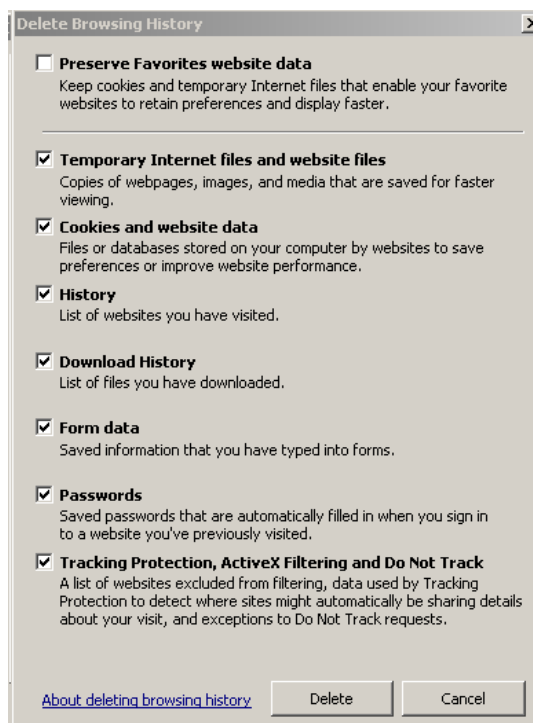 Delete Browsing History
Preserve Favorites website data
Keep cookies and temporary Internet files that enable your favorite
websites to retain preferences and display faster.
Temporary Internet files and website files
Copies of webpages, images, and media that are saved for faster
viewing.
Cookies and website data
Files or databases stored on your computer by websites to save
preferences or improve website performance.
History
List of websites you have visited.
Download History
List of files you have downloaded.
Form data
Saved information that you have typed into forms.
Passwords
Saved passwords that are automatically filled in when you sign in
to a website you've previously visited.
Tracking Protection, ActiveX Filtering and Do Not Track
A list of websites excluded from filtering, data used by Tracking
Protection to detect where sites might automatically be sharing details
about your visit, and exceptions to Do Not Track requests.
About deleting browsing history
Delete
Cancel